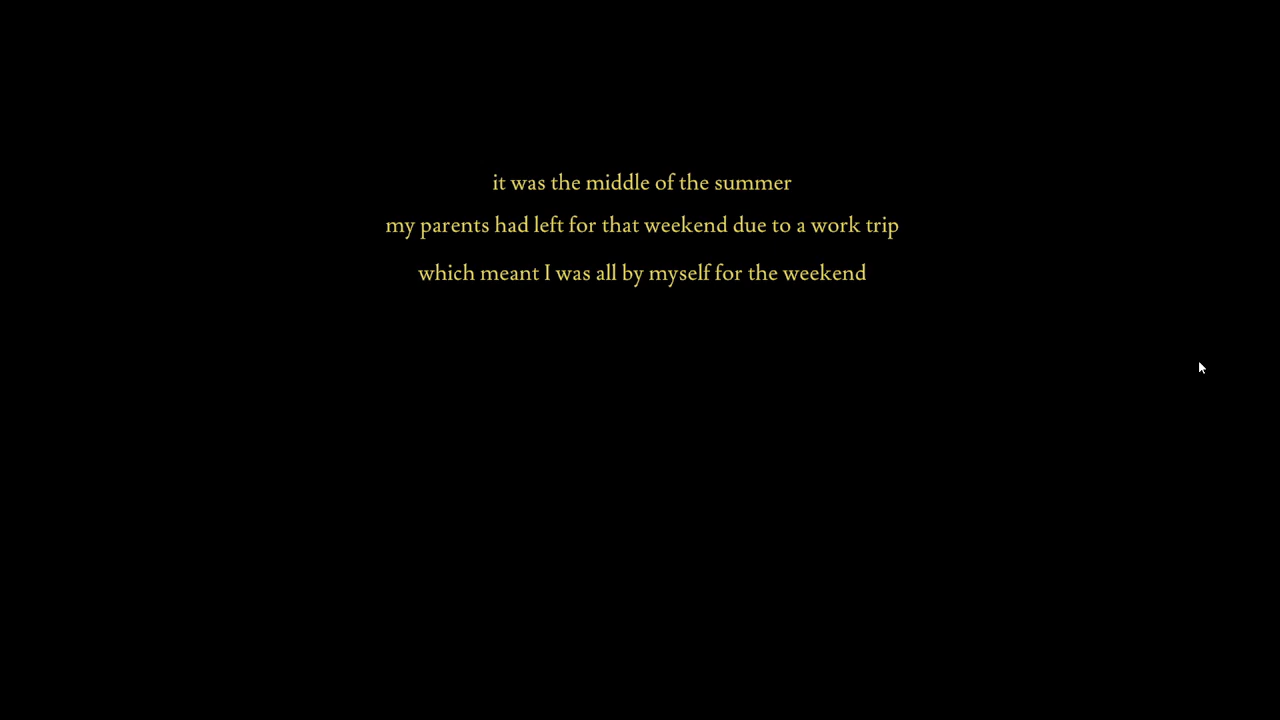 it was the middle of the summer
my parents had left for that weekend due to a work trip
which meant I was all by myself for the weekend